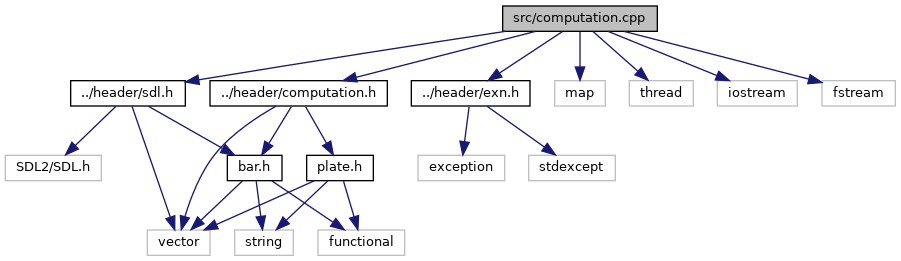 src/computation.cpp
../header/sdl.h
../header/computation.h
../header/exn.h
map
thread
iostream
fstream
SDL2/SDL.h
bar.h
plate.h
exception
stdexcept
vector
string
functional